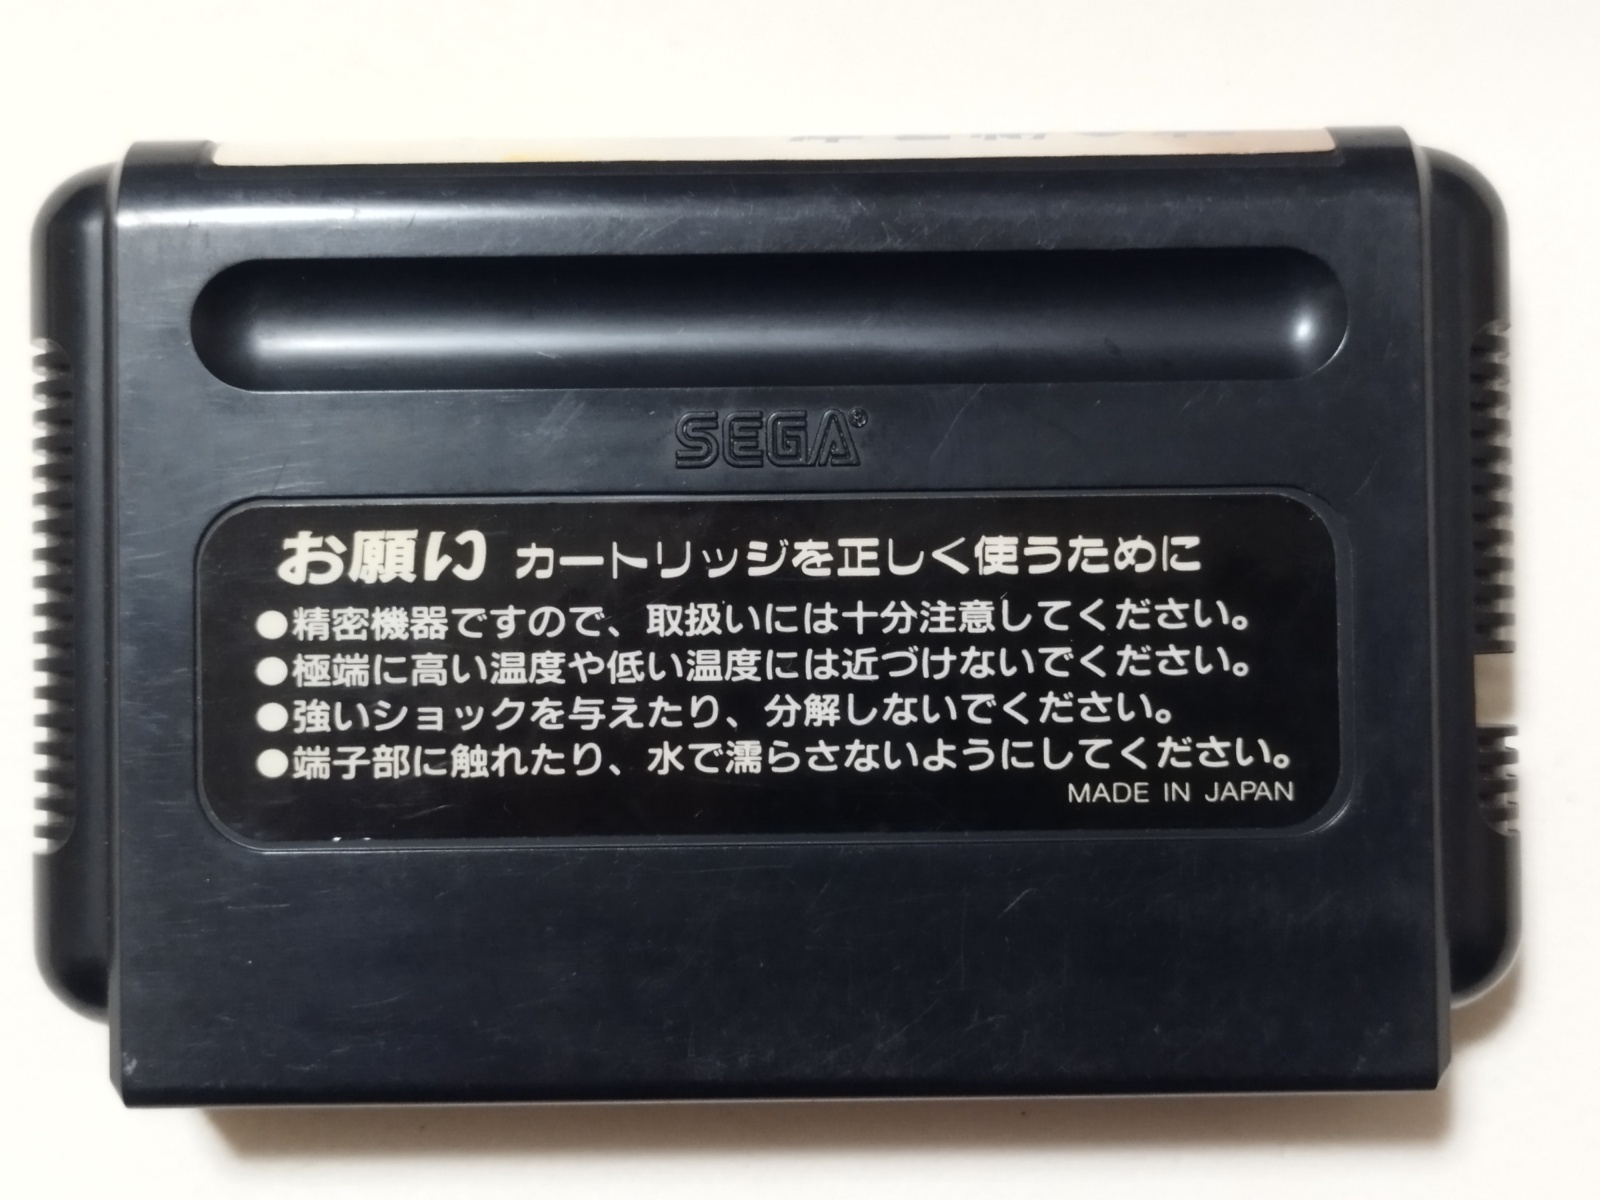 SEGA®
お願い カートリッジを正しく使うために
●精密機器ですので、取扱いには十分注意してください。
●極端に高い温度や低い温度には近づけないでください。
●強いショックを与えたり、分解しないでください。
●端子部に触れたり、水で濡らさないようにしてください。
MADE IN JAPAN